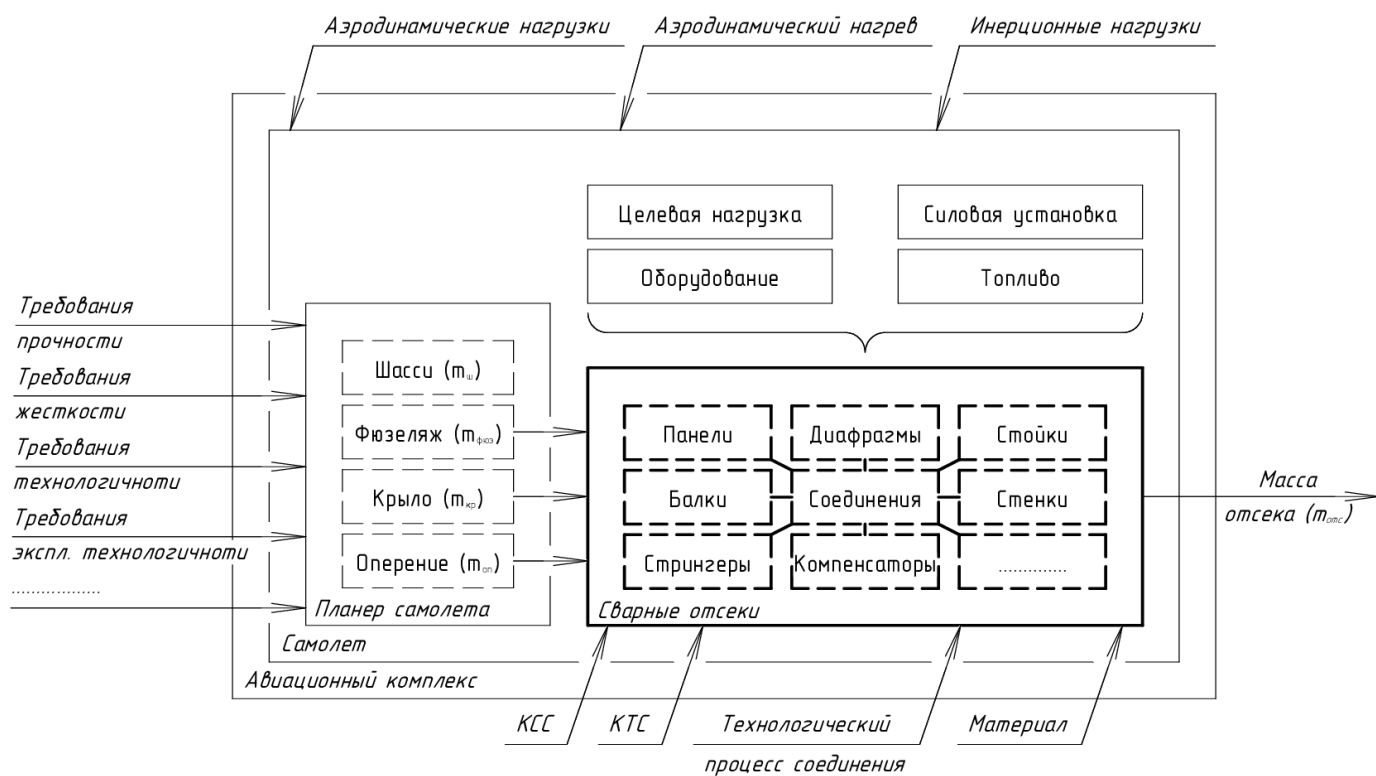 Аэродинамические нагрузки
Аэродинамический нагрев
Инерционные нагрузки
Целевая нагрузка
Силовая установка
Оборудование
Топливо
Требования
прочности
Требования
жесткости
Требования
технологичноти
Требования
экспл. технологичноти
..................
Шасси (mш)
Фюзеляж (mфюз)
Крыло (mкр)
Оперение (mоп)
Планер самолета
Панели
Диафрагмы
Стойки
Балки
Соединения
Стенки
Стрингеры
Компенсаторы
..............
Сварные отсеки
Масса
отсека (mотс)
Самолет
Авиационный комплекс
КСС
КТС
Технологический
процесс соединения
Материал